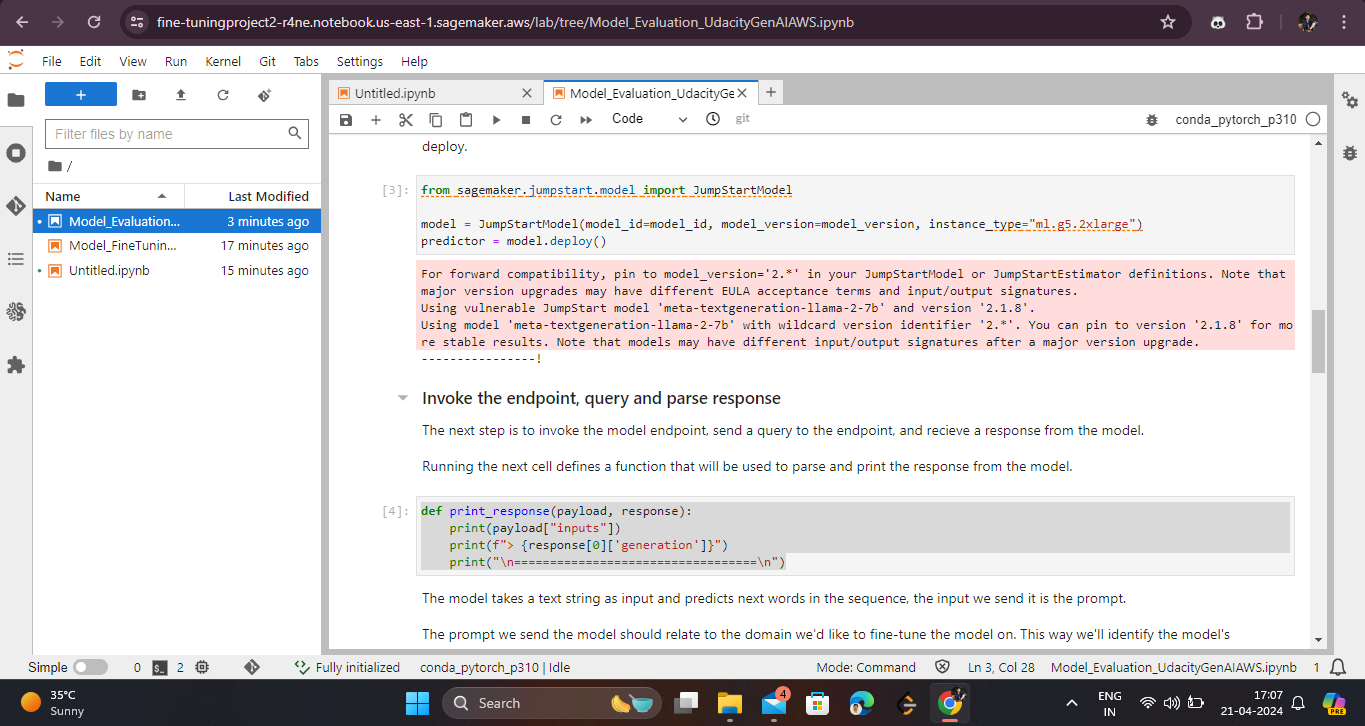 fine-tuningproject2-r4ne.notebook.us-east-1.sagemaker.aws/lab/tree/Model_Evaluation_UdacityGenAIAWS.ipynb
File Edit View Run Kernel Git Tabs Settings Help
+
Filter files by name
/
Name Last Modified
Model_Evaluation... 3 minutes ago
Model_FineTunin... 17 minutes ago
Untitled.ipynb 15 minutes ago
Untitled.ipynb
Model_Evaluation_UdacityGe
Code
git
conda_pytorch_p310
deploy.
[3]:
from sagemaker.jumpstart.model import JumpStartModel
model = JumpStartModel(model_id=model_id, model_version=model_version, instance_type="ml.g5.2xlarge")
predictor = model.deploy()
For forward compatibility, pin to model_version='2.*' in your JumpStartModel or JumpStartEstimator definitions. Note that
major version upgrades may have different EULA acceptance terms and input/output signatures.
Using vulnerable JumpStart model 'meta-textgeneration-llama-2-7b' and version '2.1.8'.
Using model 'meta-textgeneration-llama-2-7b' with wildcard version identifier '2.*'. You can pin to version '2.1.8' for mo
re stable results. Note that models may have different input/output signatures after a major version upgrade.
----------------!
Invoke the endpoint, query and parse response
The next step is to invoke the model endpoint, send a query to the endpoint, and recieve a response from the model.
Running the next cell defines a function that will be used to parse and print the response from the model.
[4]:
def print_response(payload, response):
    print(payload["inputs"])
    print(f"> {response[0]['generation']}")
    print("\n==================================\n")
The model takes a text string as input and predicts next words in the sequence, the input we send it is the prompt.
The prompt we send the model should relate to the domain we'd like to fine-tune the model on. This way we'll identify the model's
Simple 0 2 Fully initialized conda_pytorch_p310 | Idle Mode: Command Ln 3, Col 28 Model_Evaluation_UdacityGenAIAWS.ipynb 1
35°C
Sunny
Search
4
ENG
IN
17:07
21-04-2024
PRE